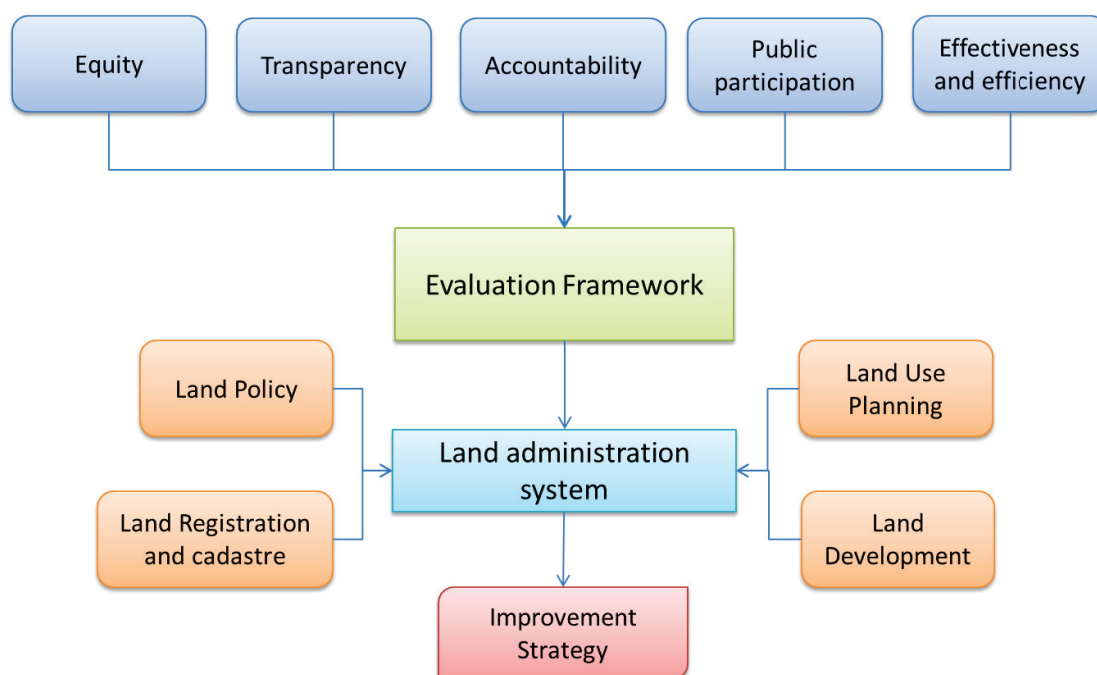 Equity
Transparency
Accountability
Public
participation
Effectiveness
and efficiency
Evaluation Framework
Land Policy
Land Use
Planning
Land administration
system
Land Registration
and cadastre
Land
Development
Improvement
Strategy